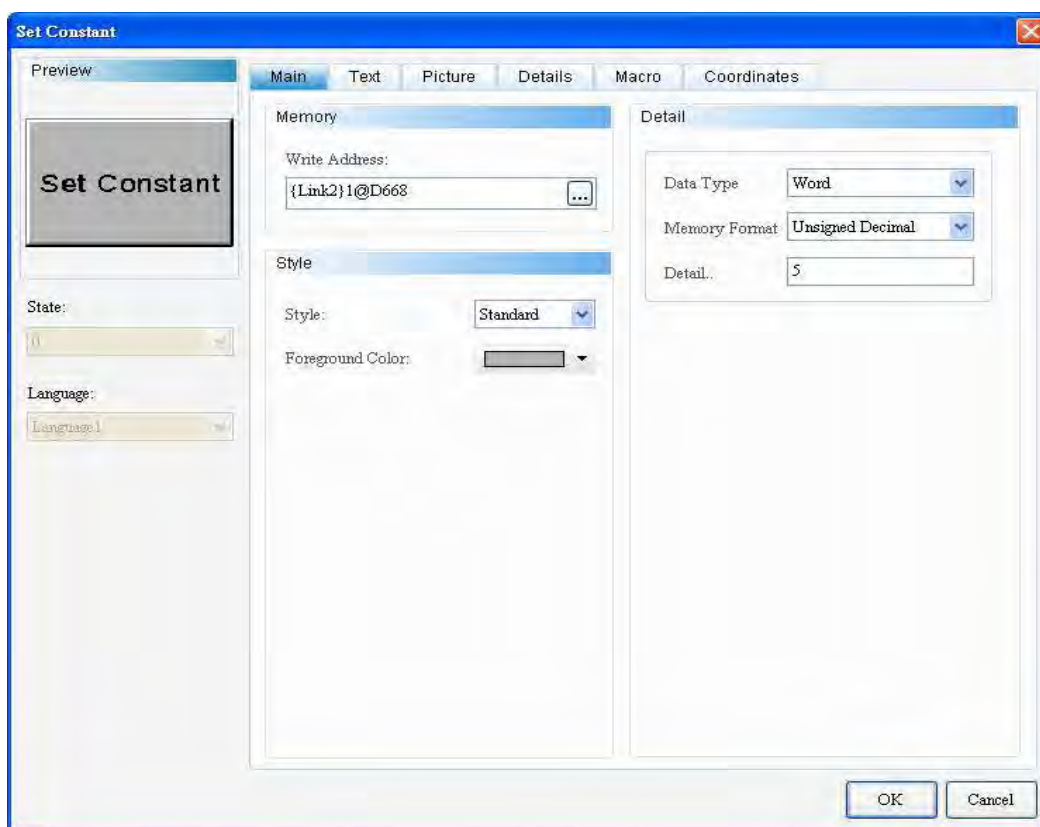 Set Constant
Preview
Set Constant
State:
0
Language:
Language1
Main Text Picture Details Macro Coordinates
Memory
Write Address:
{Link2}1@D668
...
Style
Style: Standard
Foreground Color:
Detail
Data Type Word
Memory Format Unsigned Decimal
Detail.. 5
OK Cancel